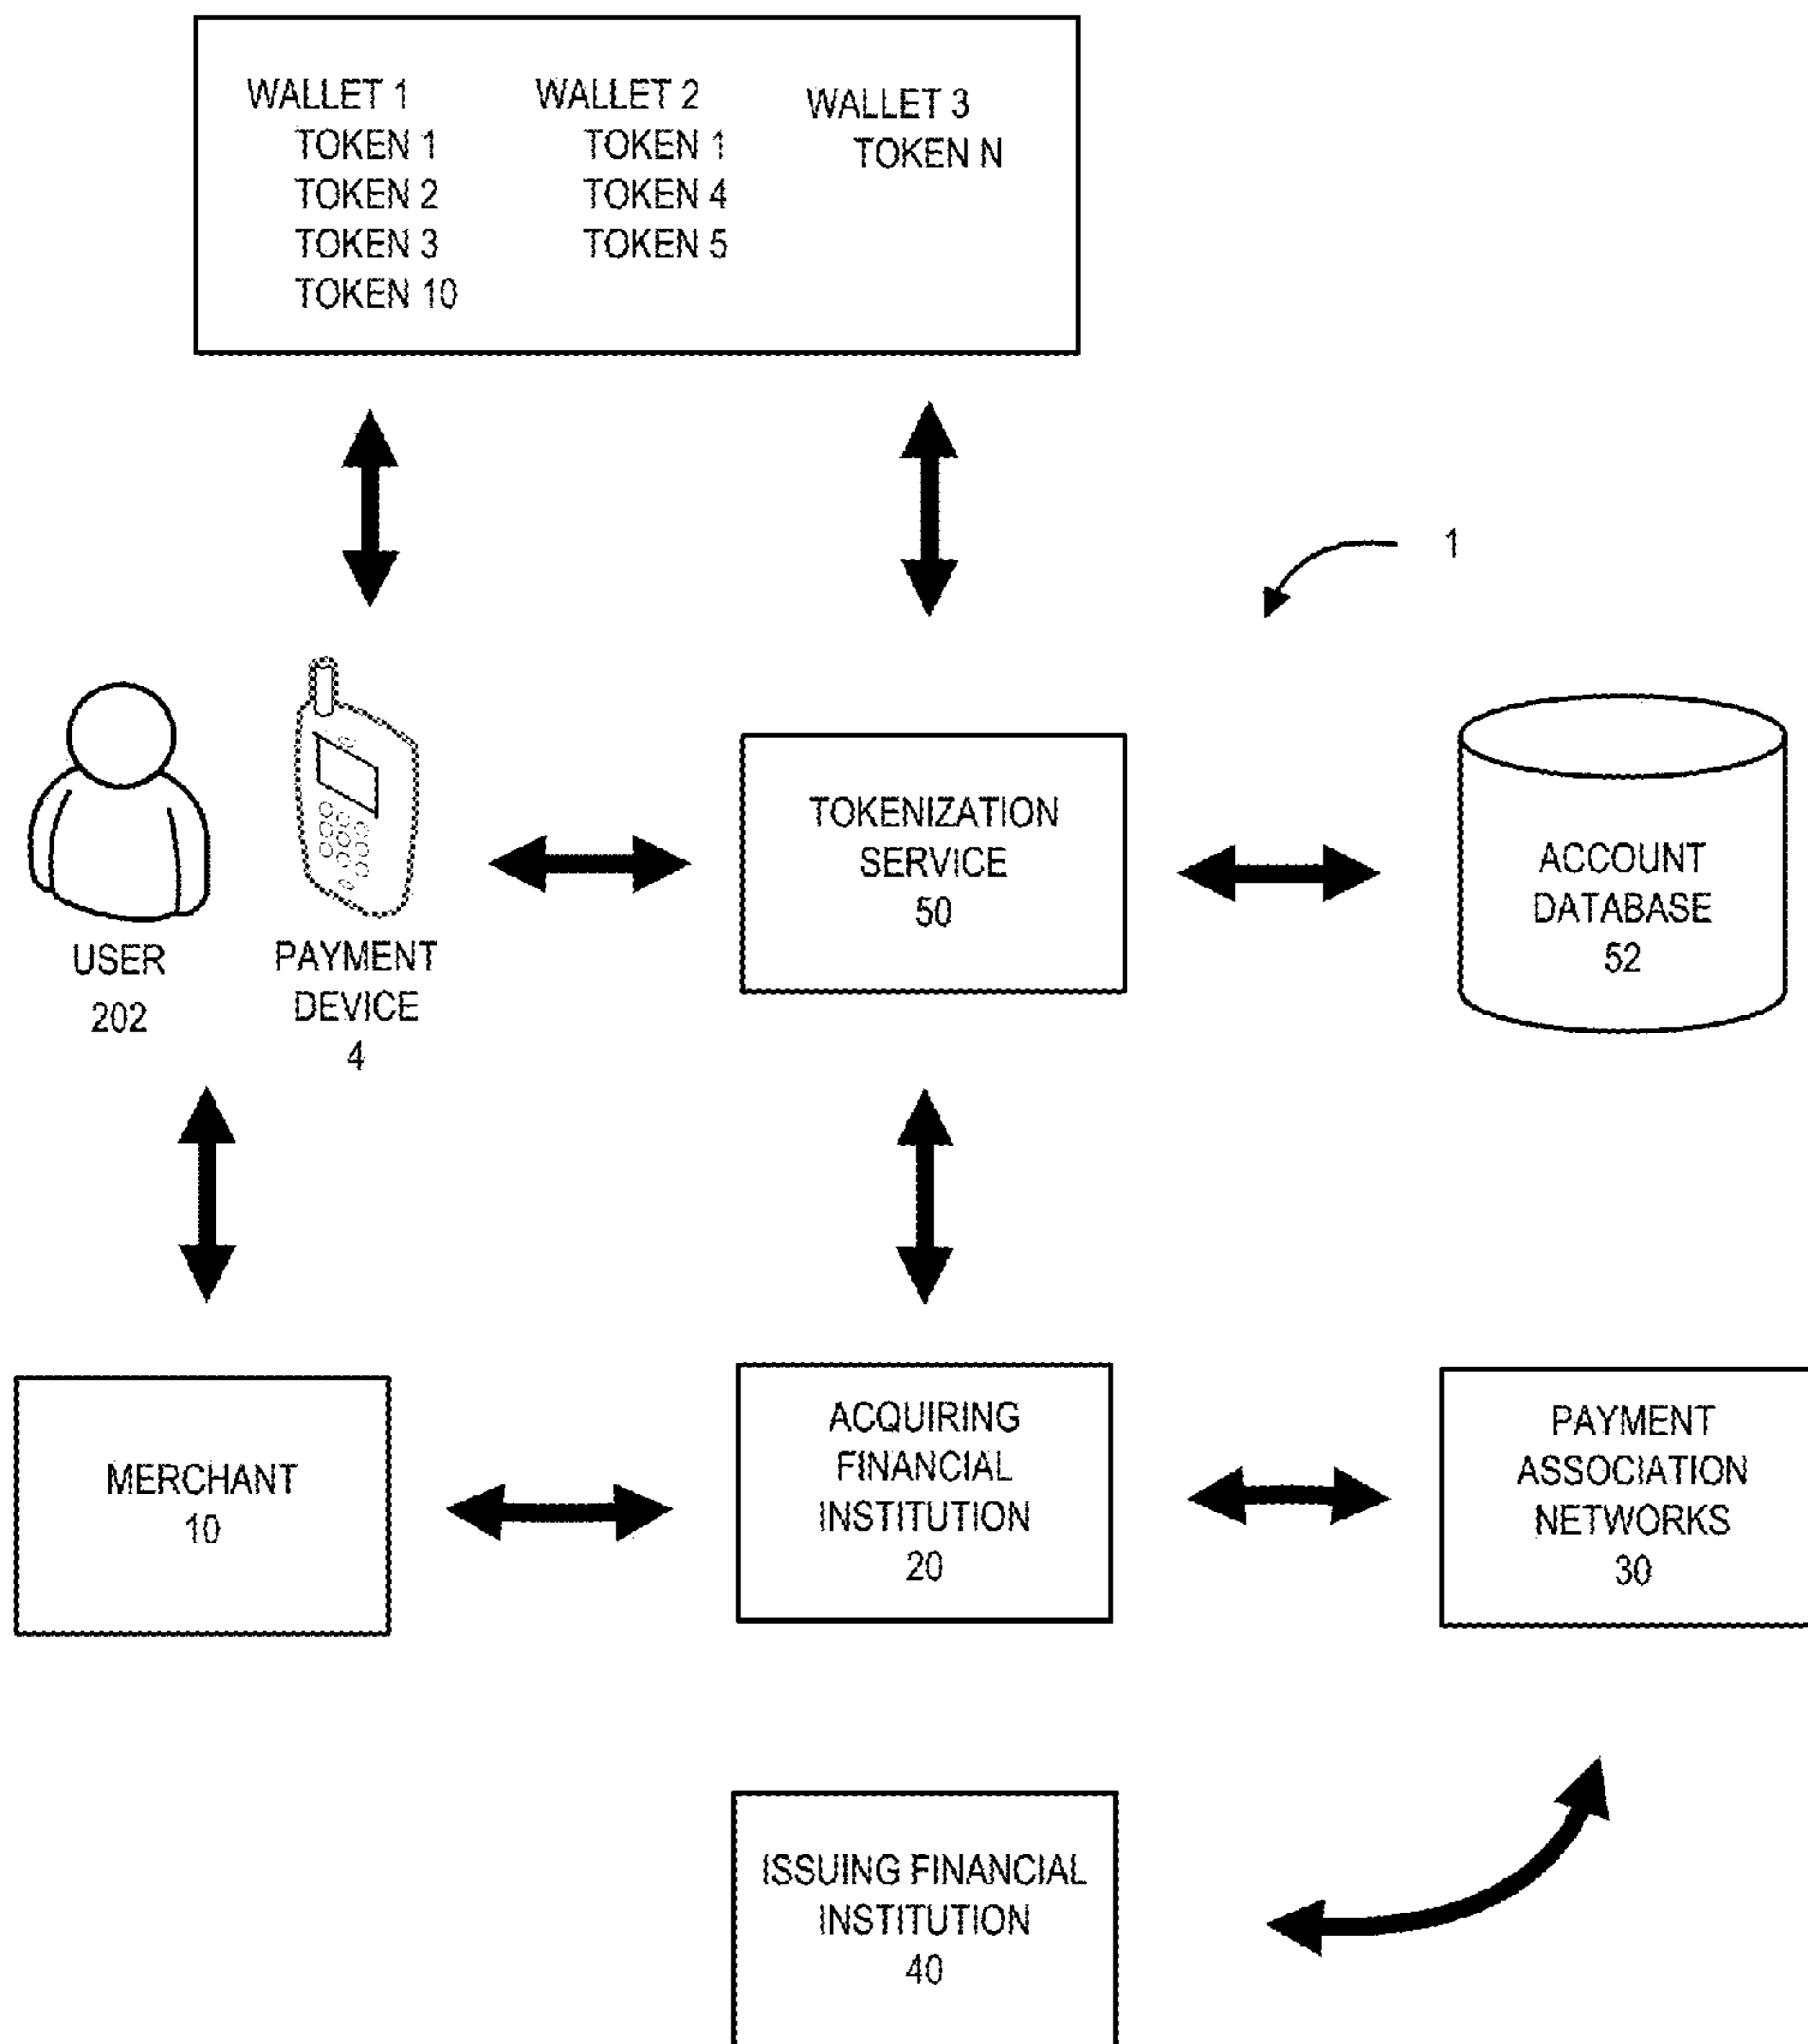 WALLET 1
TOKEN 1
TOKEN 2
TOKEN 3
TOKEN 10
WALLET 2
TOKEN 1
TOKEN 4
TOKEN 5
WALLET 3
TOKEN N
1
USER
202
PAYMENT
DEVICE
4
TOKENIZATION
SERVICE
50
ACCOUNT
DATABASE
52
MERCHANT
10
ACQUIRING
FINANCIAL
INSTITUTION
20
PAYMENT
ASSOCIATION
NETWORKS
30
ISSUING FINANCIAL
INSTITUTION
40